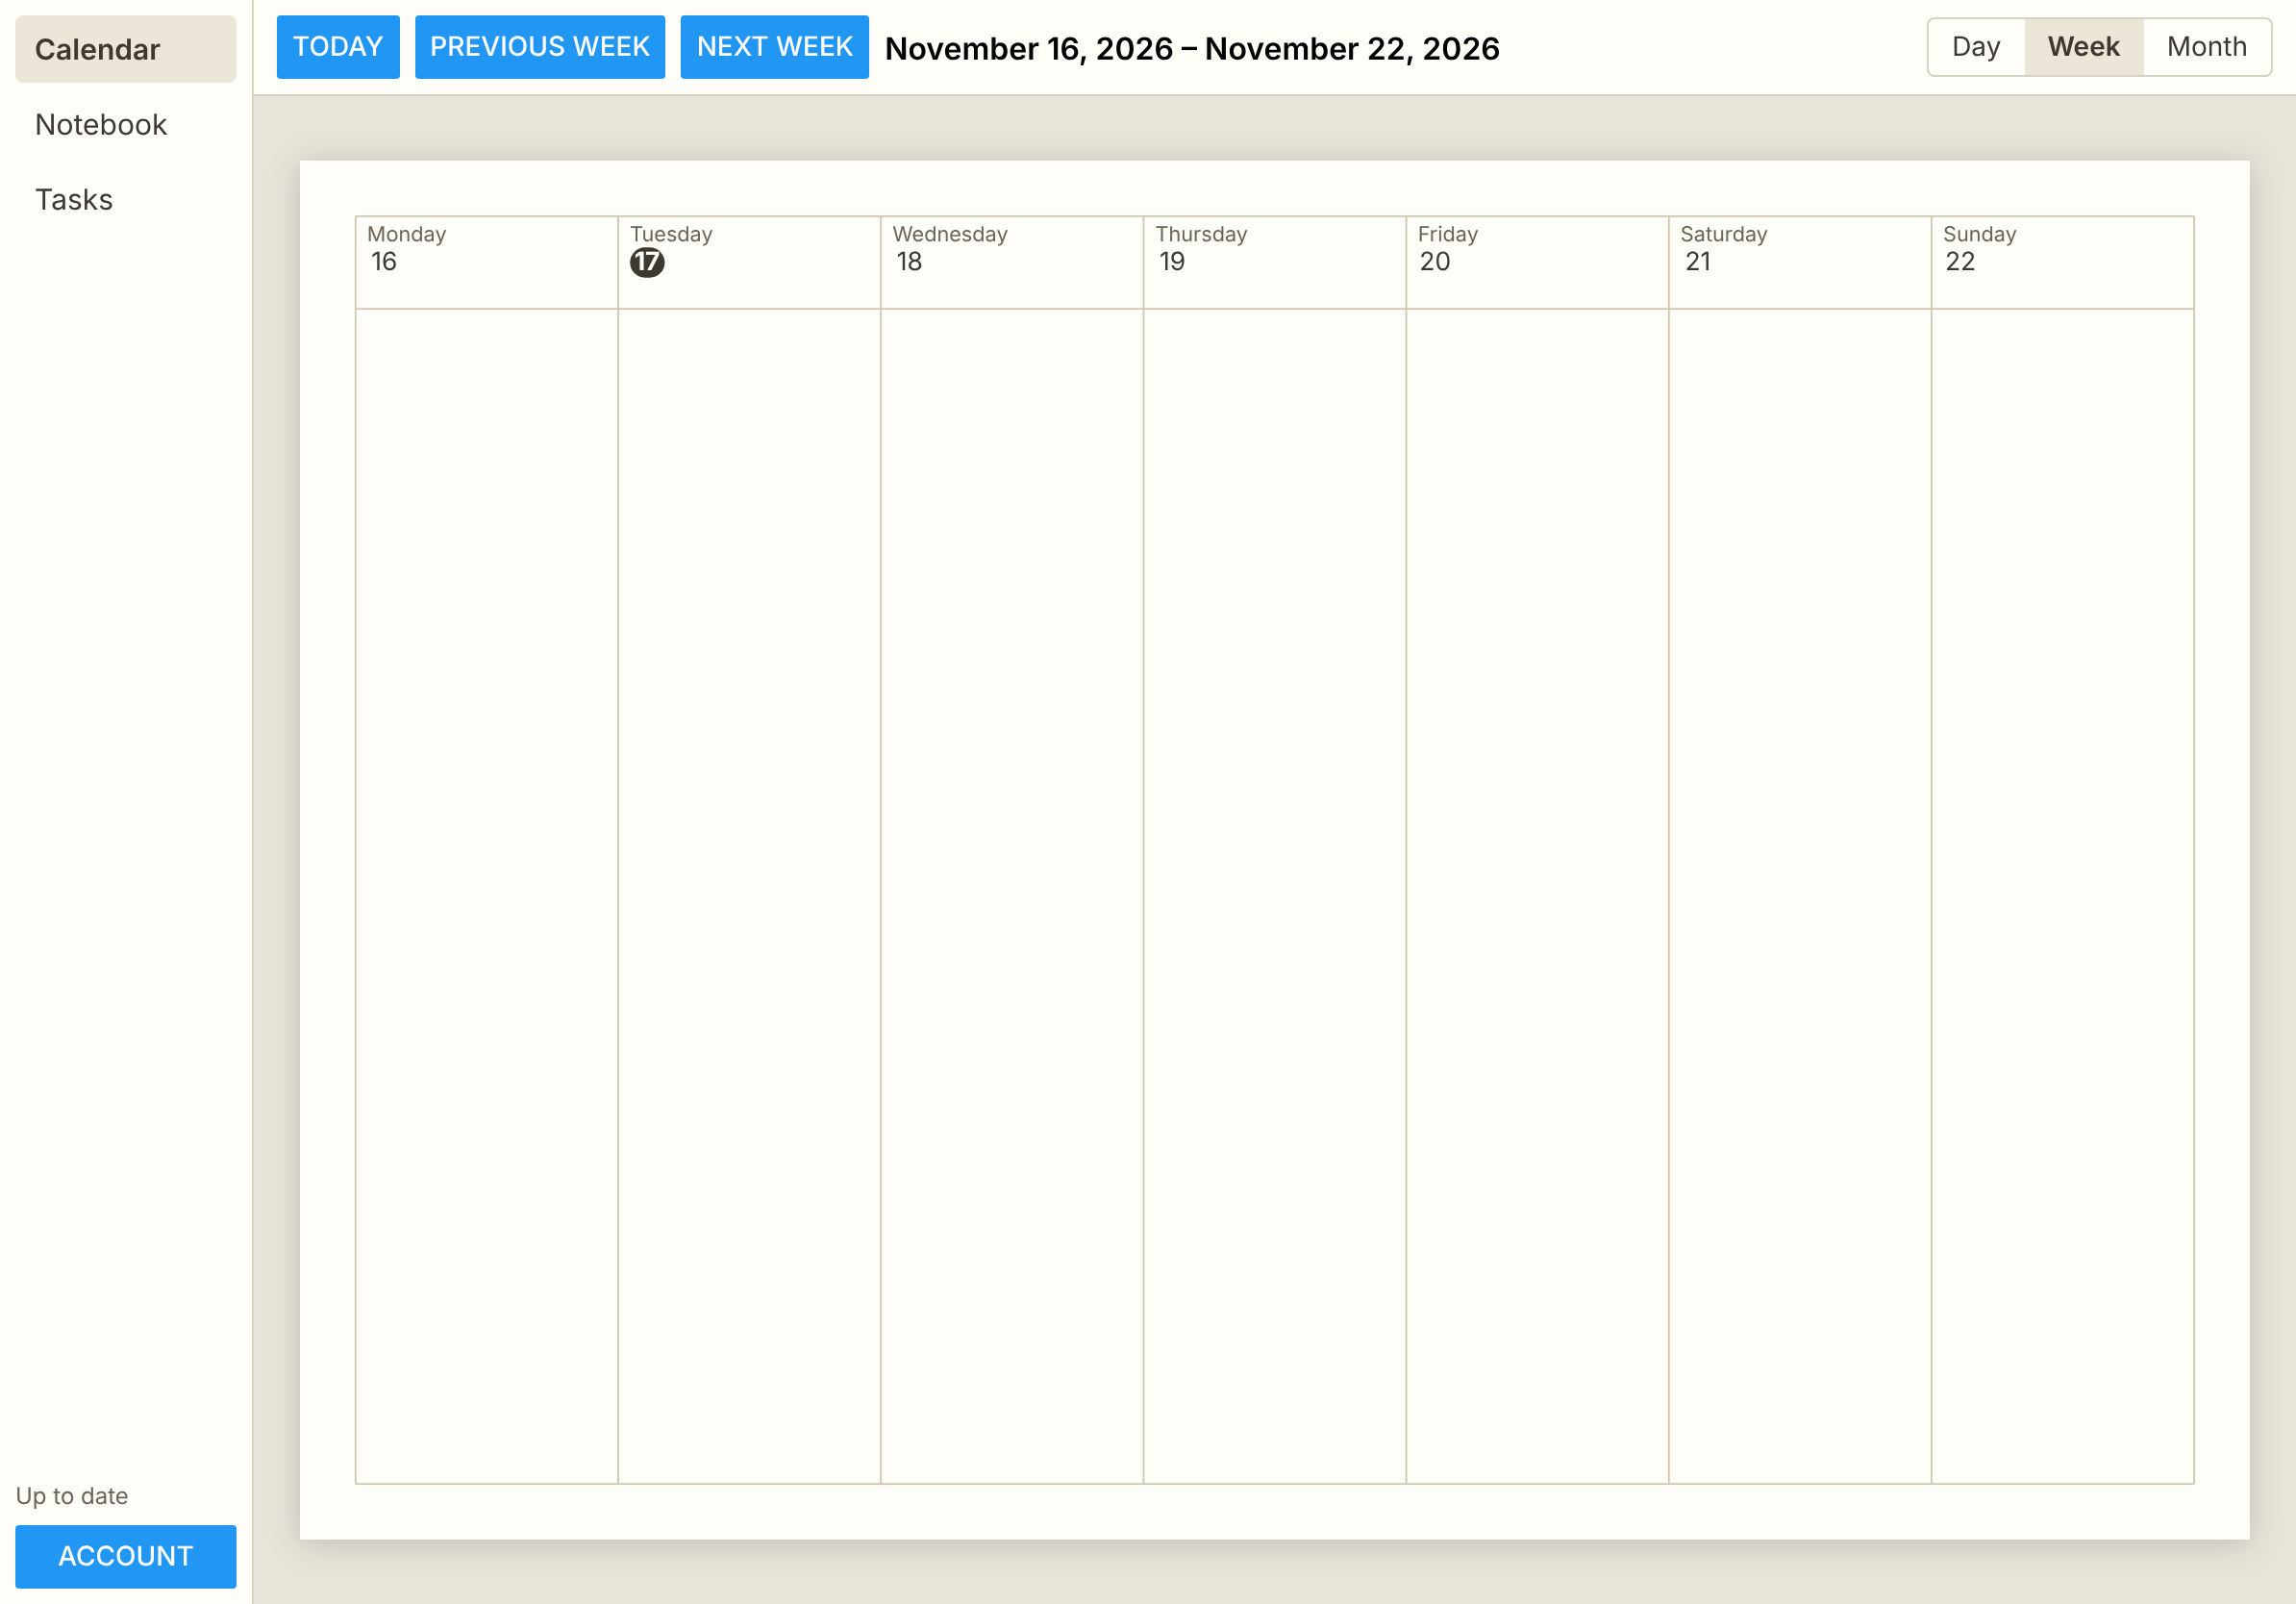 Calendar
Notebook
Tasks
Up to date
ACCOUNT
TODAY PREVIOUS WEEK NEXT WEEK November 16, 2026 – November 22, 2026 Day Week Month
Monday Tuesday Wednesday Thursday Friday Saturday Sunday
16 17 18 19 20 21 22